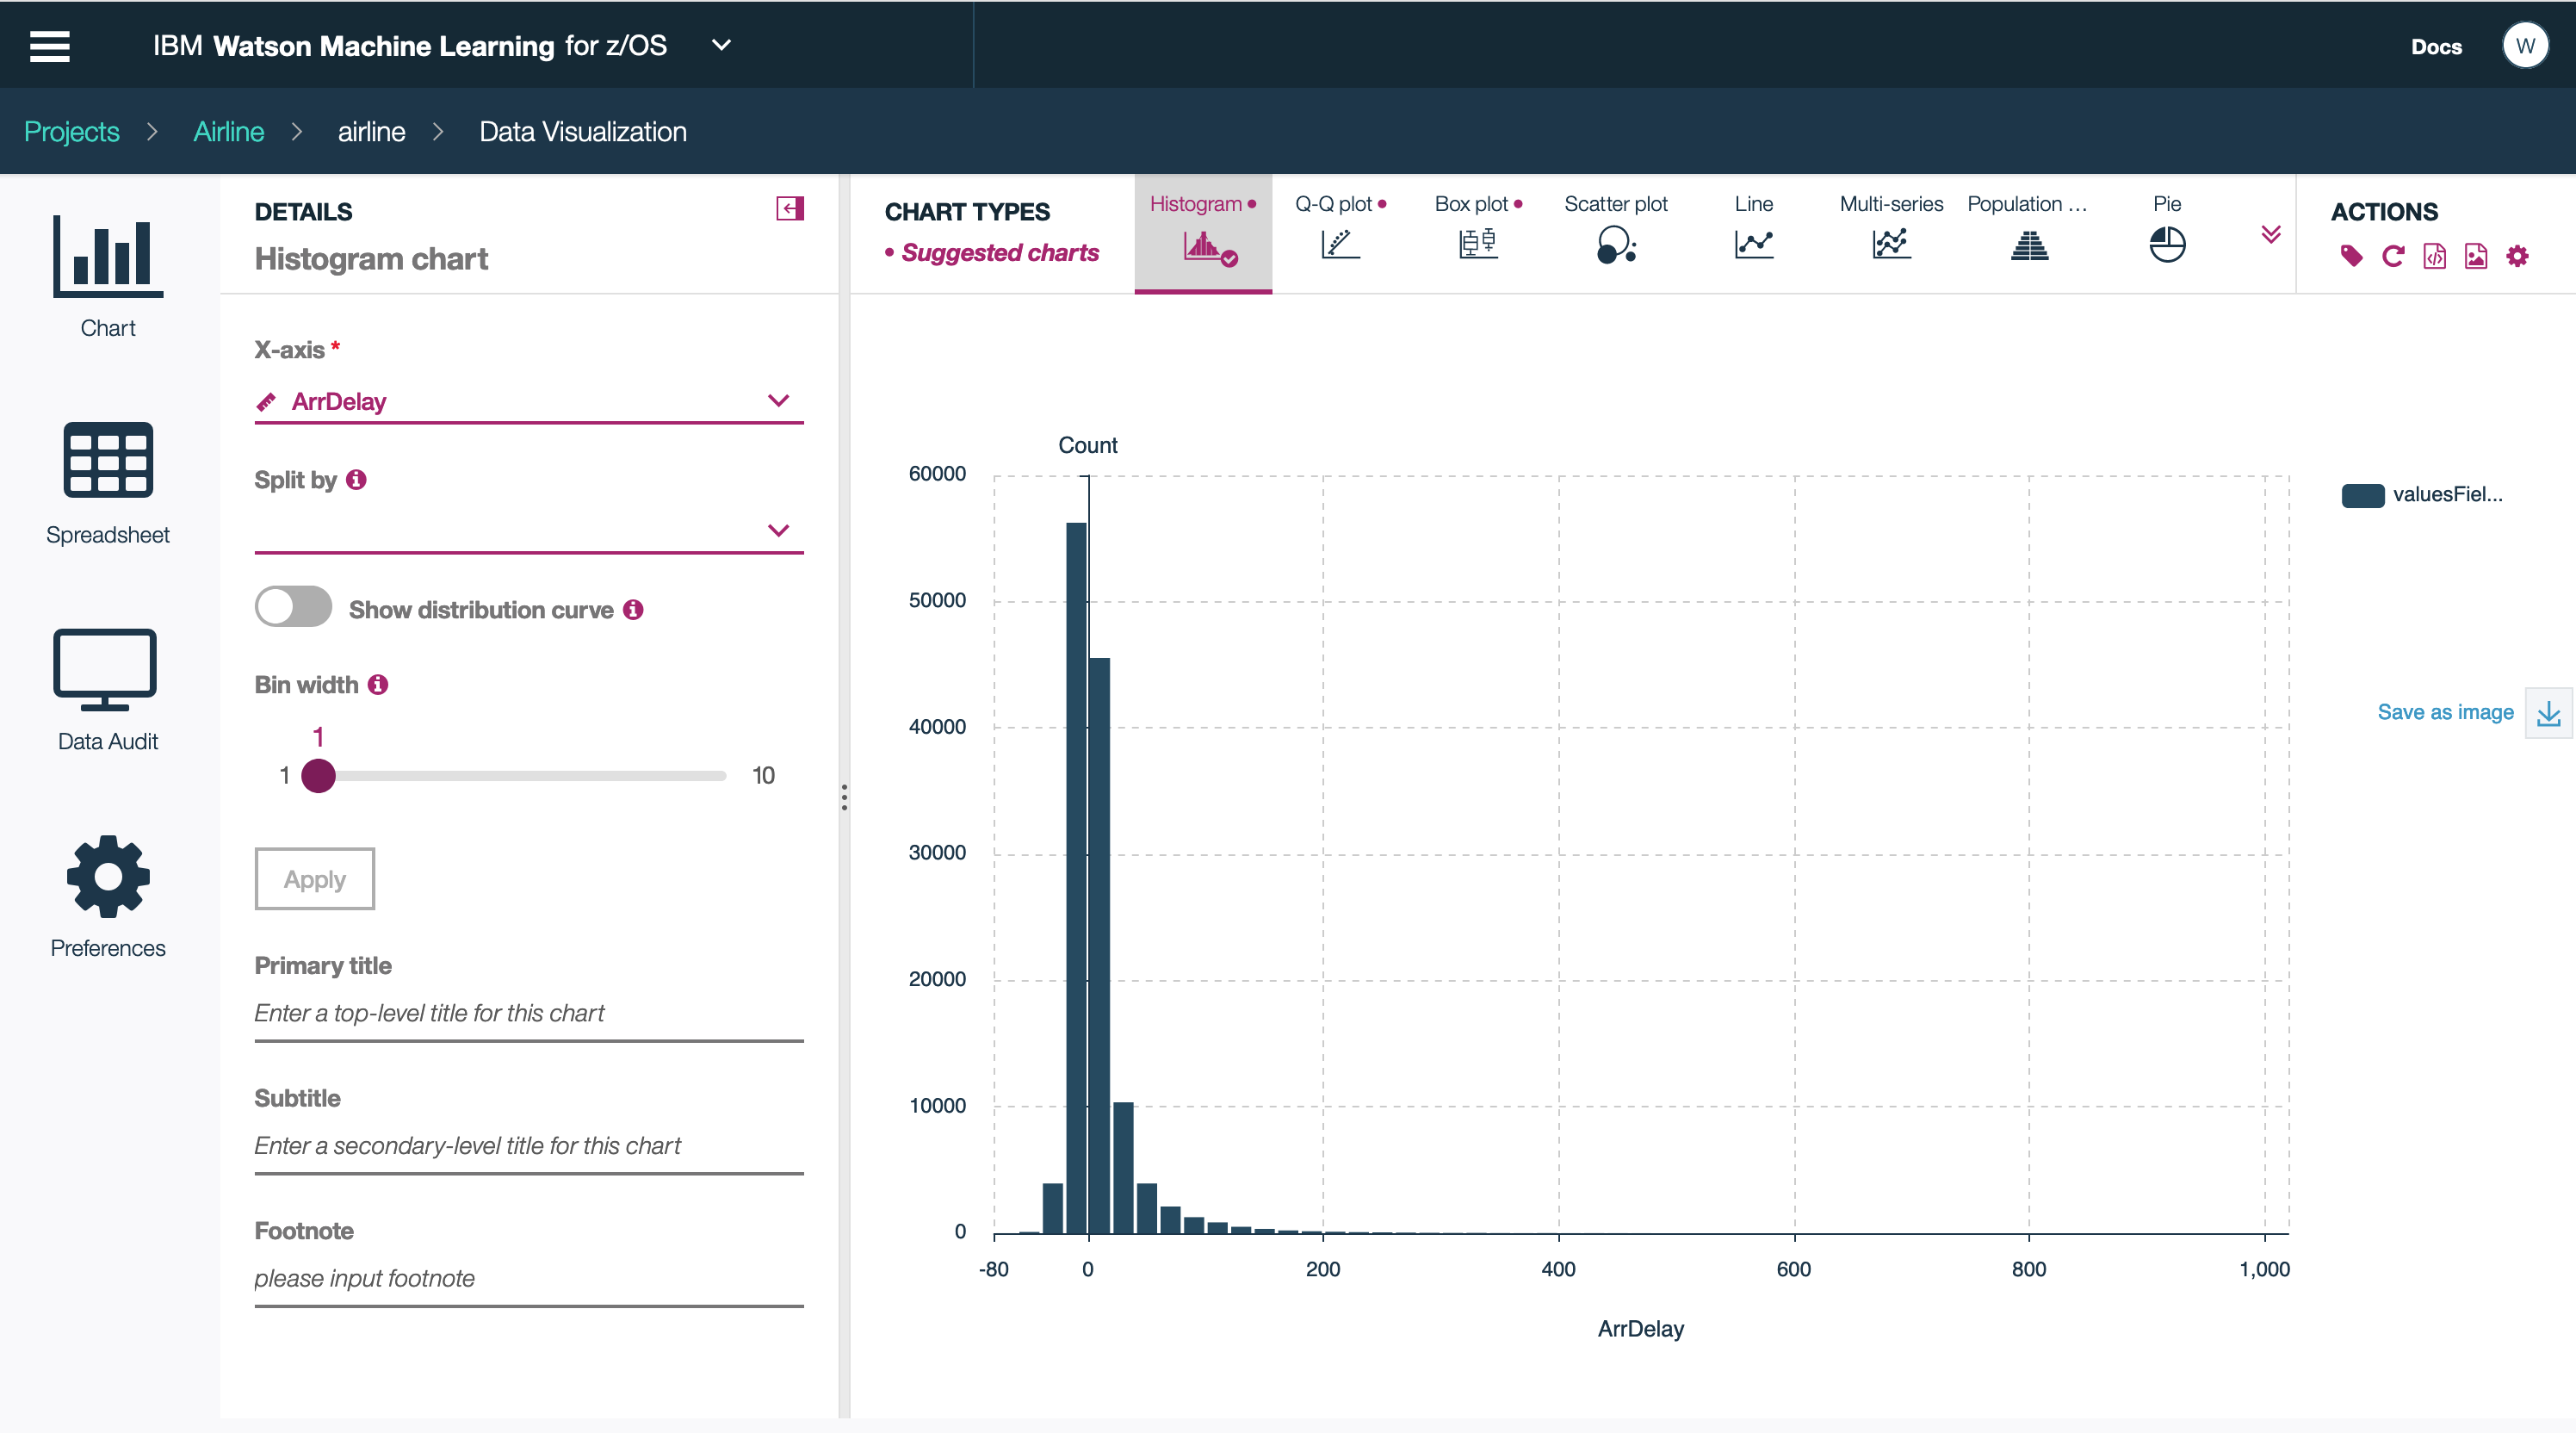 IBM Watson Machine Learning for z/OS
Docs
W
Projects > Airline > airline > Data Visualization
Chart
Spreadsheet
Data Audit
Preferences
DETAILS
Histogram chart
X-axis *
ArrDelay
Split by
Show distribution curve
Bin width
1
1
10
Apply
Primary title
Enter a top-level title for this chart
Subtitle
Enter a secondary-level title for this chart
Footnote
please input footnote
CHART TYPES
• Suggested charts
Histogram •
Q-Q plot •
Box plot •
Scatter plot
Line
Multi-series
Population ...
Pie
ACTIONS
Count
60000
50000
40000
30000
20000
10000
0
-80
0
200
400
600
800
1,000
ArrDelay
valuesFiel...
Save as image